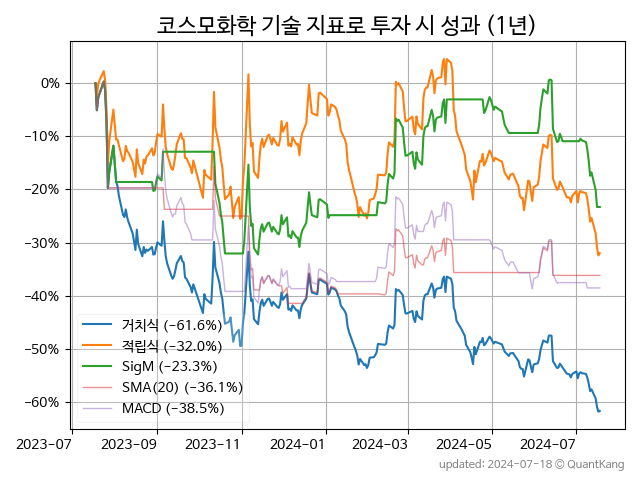 코스모화학 기술 지표로 투자 시 성과 (1년)
0%
−10%
−20%
−30%
−40%
−50%
−60%
거치식 (−61.6%)
적립식 (−32.0%)
SigM (−23.3%)
SMA(20) (−36.1%)
MACD (−38.5%)
2023-07
2023-09
2023-11
2024-01
2024-03
2024-05
2024-07
updated: 2024-07-18 © QuantKang